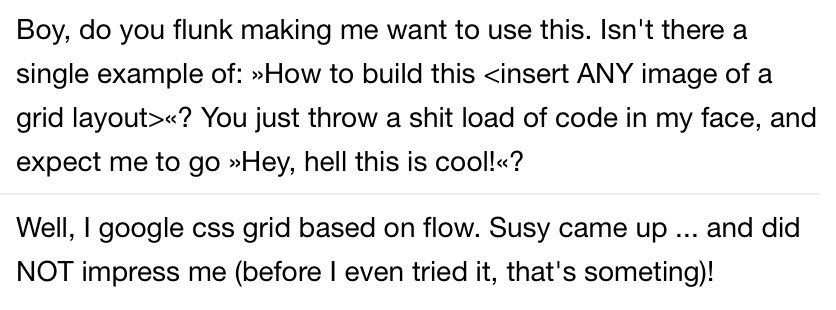 Boy, do you flunk making me want to use this. Isn't there a
single example of: »How to build this <insert ANY image of a
grid layout>«? You just throw a shit load of code in my face, and
expect me to go »Hey, hell this is cool!«?
Well, I google css grid based on flow. Susy came up ... and did
NOT impress me (before I even tried it, that's someting)!